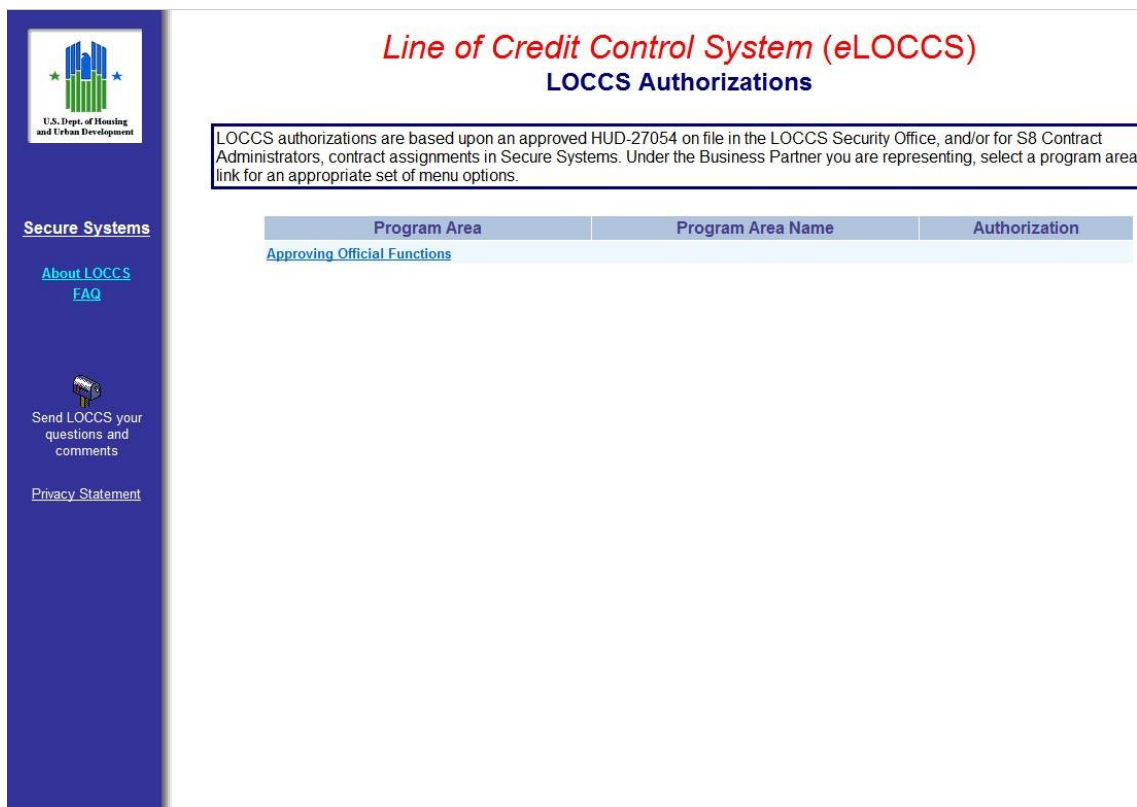 U.S. Dept. of Housing
and Urban Development
Secure Systems
About LOCCS
FAQ
Send LOCCS your
questions and
comments
Privacy Statement
Line of Credit Control System (eLOCCS)
LOCCS Authorizations
LOCCS authorizations are based upon an approved HUD-27054 on file in the LOCCS Security Office, and/or for S8 Contract
Administrators, contract assignments in Secure Systems. Under the Business Partner you are representing, select a program area
link for an appropriate set of menu options.
Program Area Program Area Name Authorization
Approving Official Functions